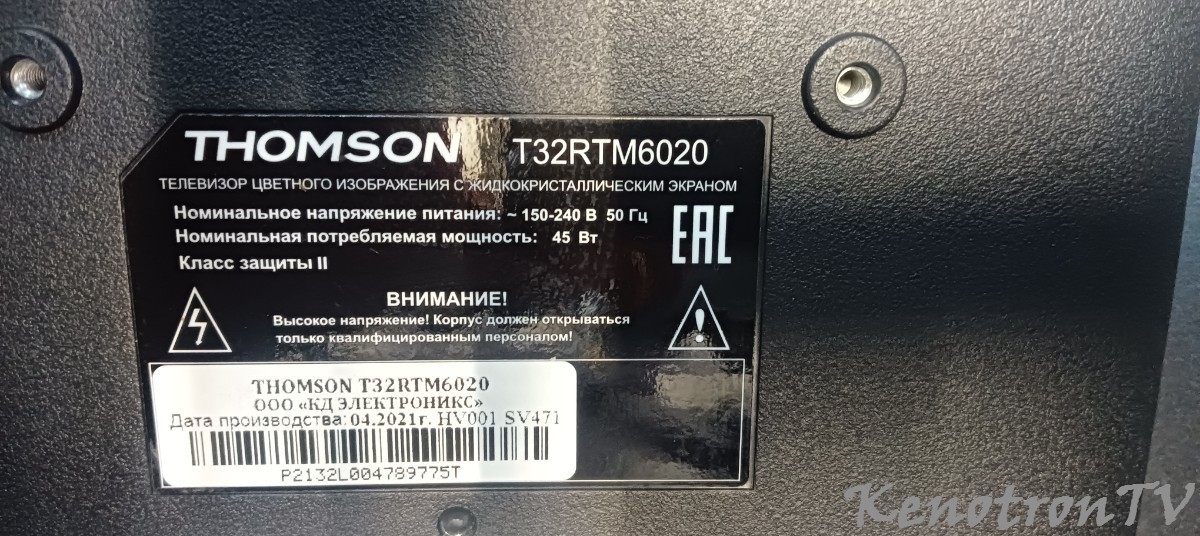 THOMSON T32RTM6020
ТЕЛЕВИЗОР ЦВЕТНОГО ИЗОБРАЖЕНИЯ С ЖИДКОКРИСТАЛЛИЧЕСКИМ ЭКРАНОМ
Номинальное напряжение питания: ~ 150-240 В 50 Гц
Номинальная потребляемая мощность: 45 Вт
EAC
Класс защиты II
ВНИМАНИЕ!
Высокое напряжение! Корпус должен открываться
только квалифицированным персоналом!
THOMSON T32RTM6020
ООО «КД ЭЛЕКТРОНИКС»
Дата производства: 04.2021г. HV001 SV471
P2132L004789775T
KenotronTV